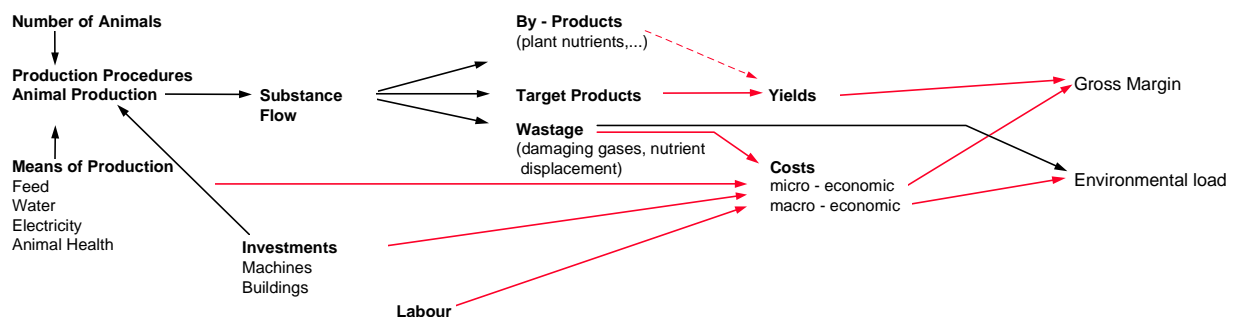 Number of Animals
Production Procedures
Animal Production
Means of Production
Feed
Water
Electricity
Animal Health
Substance
Flow
Investments
Machines
Buildings
Labour
By - Products
(plant nutrients,...)
Target Products
Wastage
(damaging gases, nutrient
displacement)
Yields
Costs
micro - economic
macro - economic
Gross Margin
Environmental load